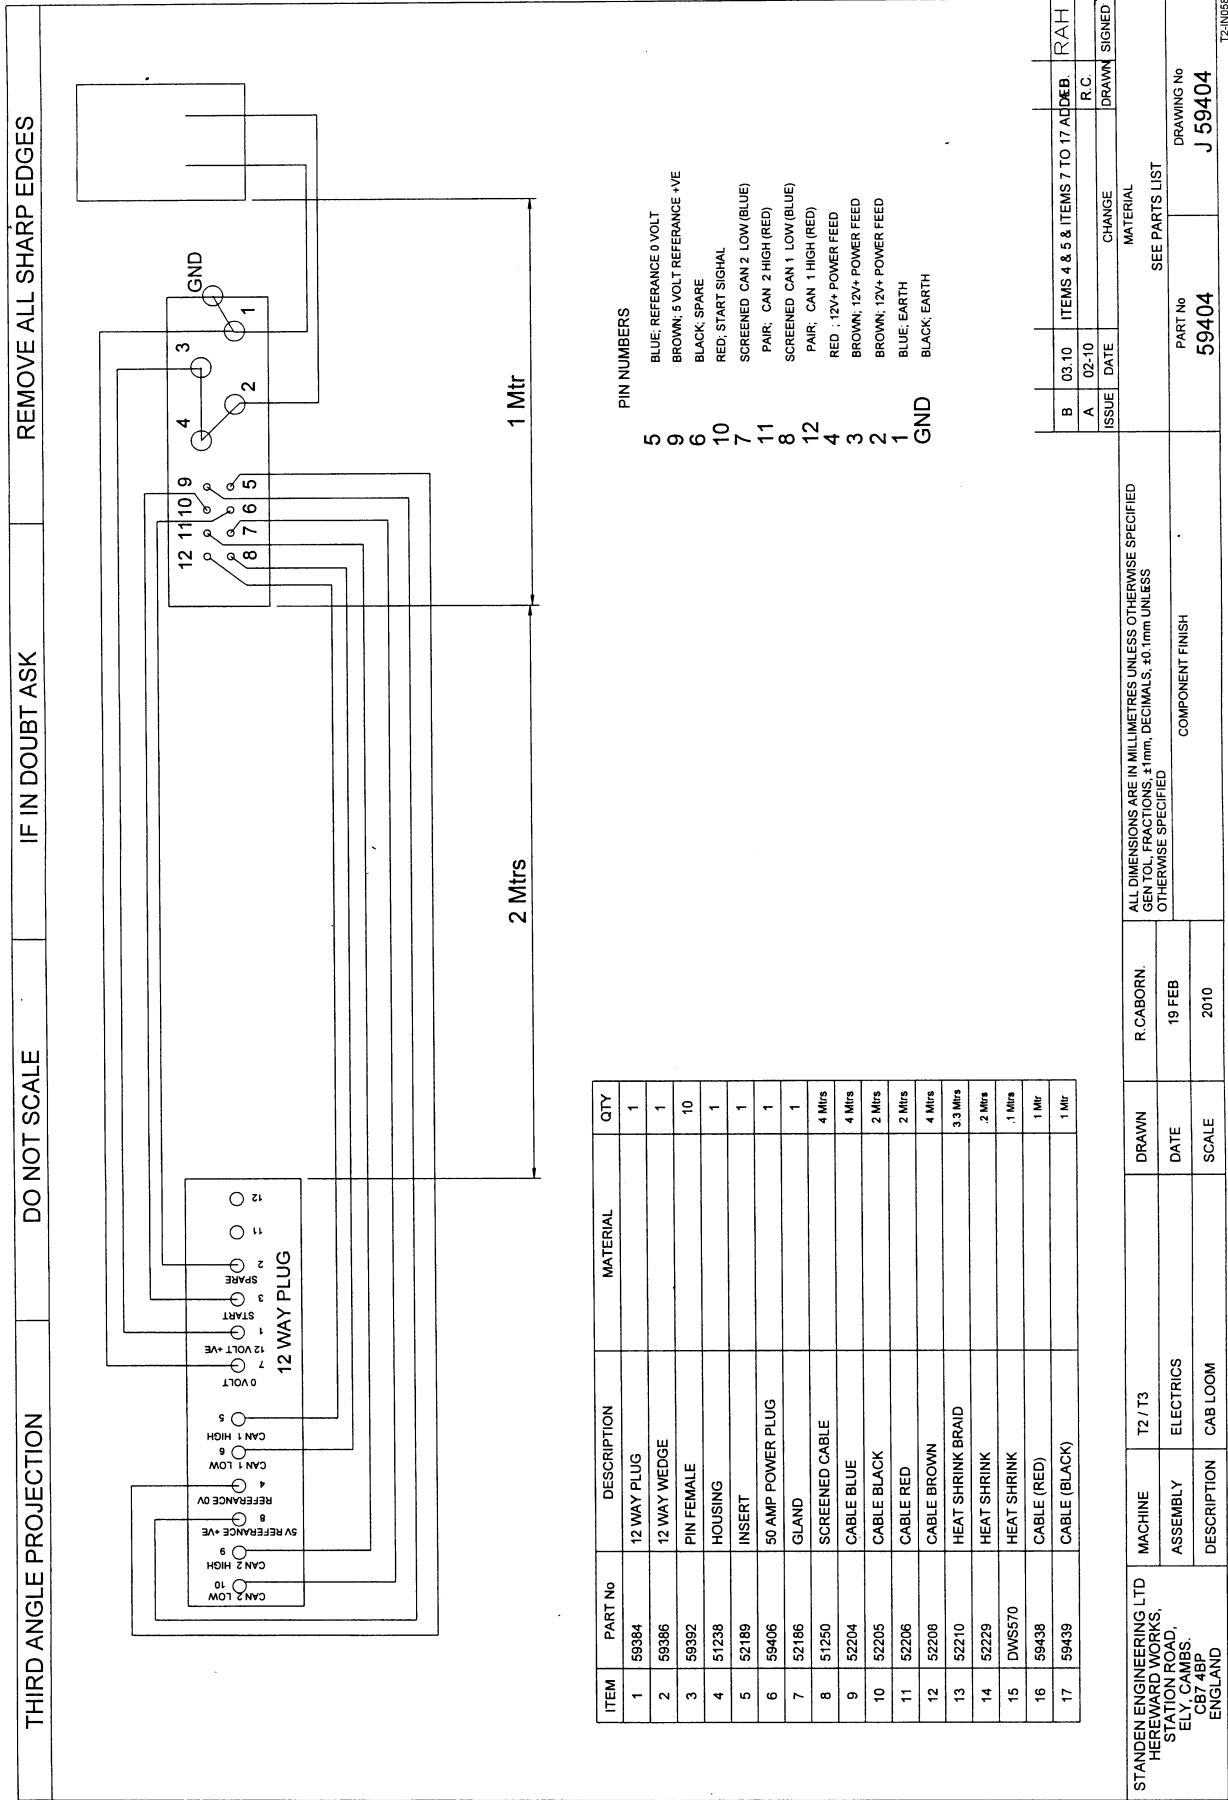 THIRD ANGLE PROJECTION
DO NOT SCALE
IF IN DOUBT ASK
REMOVE ALL SHARP EDGES
CAN 2 LOW 10
CAN 2 HIGH 9
5V REFERANCE +VE 8
REFERANCE 0V 4
CAN 1 LOW 6
CAN 1 HIGH 5
0 VOLT 7
12 VOLT +VE 1
START 3
SPARE 2
11
12
12 WAY PLUG
12 11 10 9
8 7 6 5
4 3
2 1
GND
2 Mtrs
1 Mtr
ITEM PART No DESCRIPTION MATERIAL QTY
1 59384 12 WAY PLUG 1
2 59386 12 WAY WEDGE 1
3 59392 PIN FEMALE 10
4 51238 HOUSING 1
5 52189 INSERT 1
6 59406 50 AMP POWER PLUG 1
7 52186 GLAND 1
8 51250 SCREENED CABLE 4 Mtrs
9 52204 CABLE BLUE 4 Mtrs
10 52205 CABLE BLACK 2 Mtrs
11 52206 CABLE RED 2 Mtrs
12 52208 CABLE BROWN 4 Mtrs
13 52210 HEAT SHRINK BRAID 3.3 Mtrs
14 52229 HEAT SHRINK .2 Mtrs
15 DWS570 HEAT SHRINK .1 Mtrs
16 59438 CABLE (RED) 1 Mtr
17 59439 CABLE (BLACK) 1 Mtr
PIN NUMBERS
5 BLUE; REFERANCE 0 VOLT
9 BROWN; 5 VOLT REFERANCE +VE
6 BLACK; SPARE
10 RED; START SIGHAL
7 SCREENED CAN 2 LOW (BLUE)
11 PAIR; CAN 2 HIGH (RED)
8 SCREENED CAN 1 LOW (BLUE)
12 PAIR; CAN 1 HIGH (RED)
4 RED ; 12V+ POWER FEED
3 BROWN; 12V+ POWER FEED
2 BROWN; 12V+ POWER FEED
1 BLUE; EARTH
GND BLACK; EARTH
B 03.10 ITEMS 4 & 5 & ITEMS 7 TO 17 ADDED. RAH
A 02-10 R.C.
ISSUE DATE CHANGE DRAWN SIGNED
STANDEN ENGINEERING LTD
HEREWARD WORKS,
STATION ROAD,
ELY, CAMBS.
CB7 4BP
ENGLAND
MACHINE T2 / T3
ASSEMBLY ELECTRICS
DESCRIPTION CAB LOOM
DRAWN R.CABORN.
DATE 19 FEB
SCALE 2010
ALL DIMENSIONS ARE IN MILLIMETRES UNLESS OTHERWISE SPECIFIED
GEN TOL, FRACTIONS, ±1mm, DECIMALS, ±0.1mm UNLESS
OTHERWISE SPECIFIED
COMPONENT FINISH
MATERIAL
SEE PARTS LIST
PART No
59404
DRAWING No
J 59404